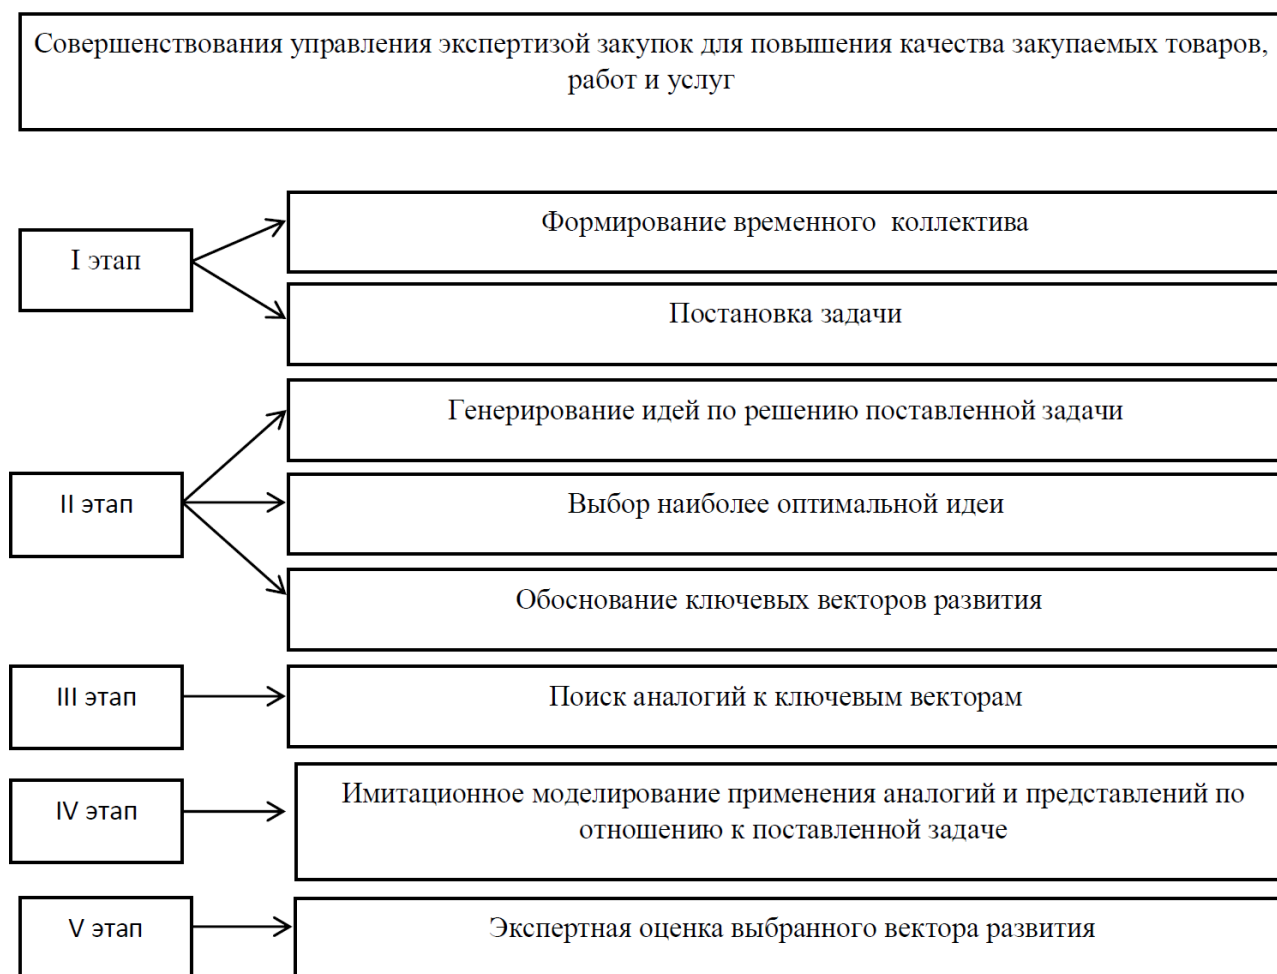 Совершенствования управления экспертизой закупок для повышения качества закупаемых товаров,
работ и услуг
I этап
Формирование временного коллектива
Постановка задачи
II этап
Генерирование идей по решению поставленной задачи
Выбор наиболее оптимальной идеи
Обоснование ключевых векторов развития
III этап
Поиск аналогий к ключевым векторам
IV этап
Имитационное моделирование применения аналогий и представлений по
отношению к поставленной задаче
V этап
Экспертная оценка выбранного вектора развития